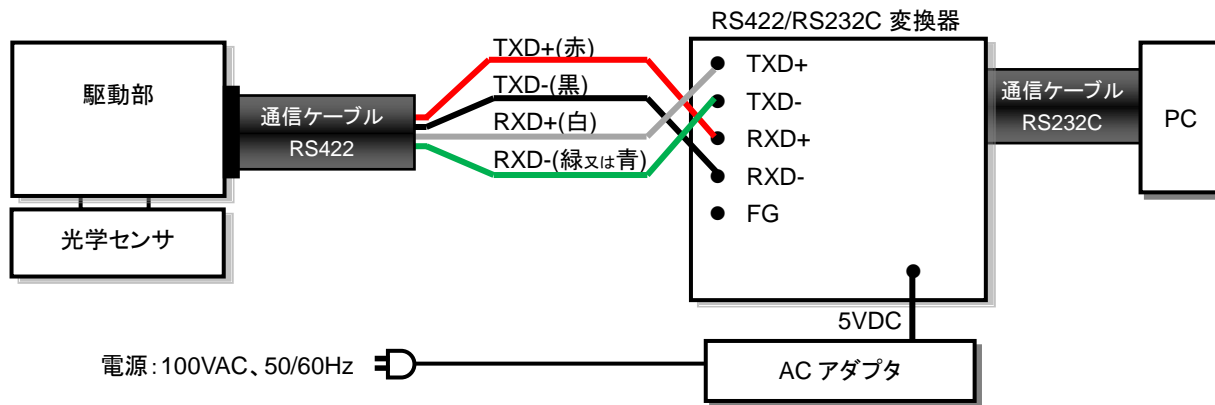 RS422/RS232C 変換器
駆動部
光学センサ
通信ケーブル
RS422
TXD+(赤)
TXD-(黒)
RXD+(白)
RXD-(緑又は青)
TXD+
TXD-
RXD+
RXD-
FG
通信ケーブル
RS232C
PC
5VDC
電源:100VAC、50/60Hz
AC アダプタ